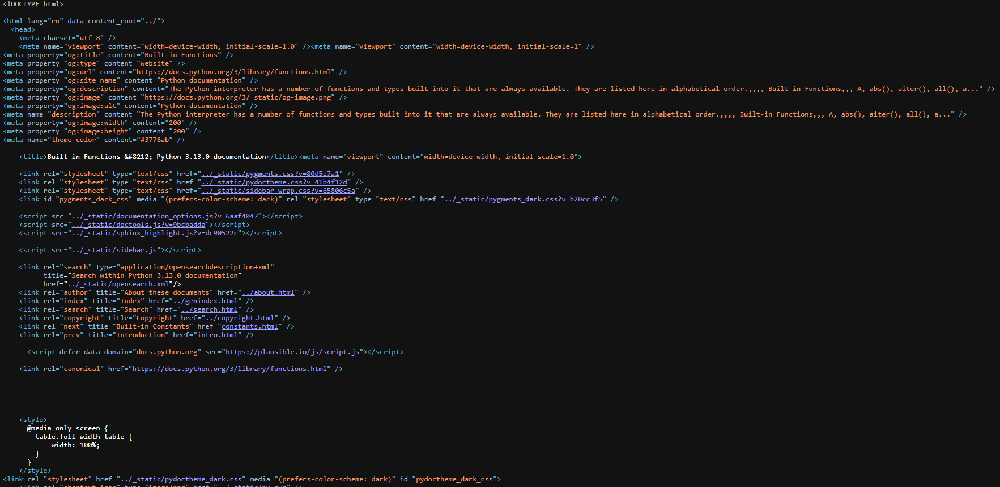 <!DOCTYPE html>
<html lang="en" data-content_root="../">
<head>
<meta charset="utf-8" />
<meta name="viewport" content="width=device-width, initial-scale=1.0" /><meta name="viewport" content="width=device-width, initial-scale=1" />
<meta property="og:title" content="Built-in Functions" />
<meta property="og:type" content="website" />
<meta property="og:url" content="https://docs.python.org/3/library/functions.html" />
<meta property="og:site_name" content="Python documentation" />
<meta property="og:description" content="The Python interpreter has a number of functions and types built into it that are always available. They are listed here in alphabetical order.,,,, Built-in Functions,,, A, abs(), aiter(), all(), a..." />
<meta property="og:image" content="https://docs.python.org/3/_static/og-image.png" />
<meta property="og:image:alt" content="Python documentation" />
<meta name="description" content="The Python interpreter has a number of functions and types built into it that are always available. They are listed here in alphabetical order.,,,, Built-in Functions,,, A, abs(), aiter(), all(), a..." />
<meta property="og:image:width" content="200" />
<meta property="og:image:height" content="200" />
<meta name="theme-color" content="#3776ab" />
<title>Built-in Functions &#8212; Python 3.13.0 documentation</title><meta name="viewport" content="width=device-width, initial-scale=1.0">
<link rel="stylesheet" type="text/css" href="../_static/pygments.css?v=80d5e7a1" />
<link rel="stylesheet" type="text/css" href="../_static/pydoctheme.css?v=41b4f12d" />
<link rel="stylesheet" type="text/css" href="../_static/sidebar-wrap.css?v=65806c5a" />
<link id="pygments_dark_css" media="(prefers-color-scheme: dark)" rel="stylesheet" type="text/css" href="../_static/pygments_dark.css?v=b20cc3f5" />
<script src="../_static/documentation_options.js?v=6aaf4047"></script>
<script src="../_static/doctools.js?v=9bcbadda"></script>
<script src="../_static/sphinx_highlight.js?v=dc90522c"></script>
<script src="../_static/sidebar.js"></script>
<link rel="search" type="application/opensearchdescription+xml"
title="Search within Python 3.13.0 documentation"
href="../_static/opensearch.xml"/>
<link rel="author" title="About these documents" href="../about.html" />
<link rel="index" title="Index" href="../genindex.html" />
<link rel="search" title="Search" href="../search.html" />
<link rel="copyright" title="Copyright" href="../copyright.html" />
<link rel="next" title="Built-in Constants" href="constants.html" />
<link rel="prev" title="Introduction" href="intro.html" />
<script defer data-domain="docs.python.org" src="https://plausible.io/js/script.js"></script>
<link rel="canonical" href="https://docs.python.org/3/library/functions.html" />
<style>
@media only screen {
table.full-width-table {
width: 100%;
}
}
</style>
<link rel="stylesheet" href="../_static/pydoctheme_dark.css" media="(prefers-color-scheme: dark)" id="pydoctheme_dark_css">